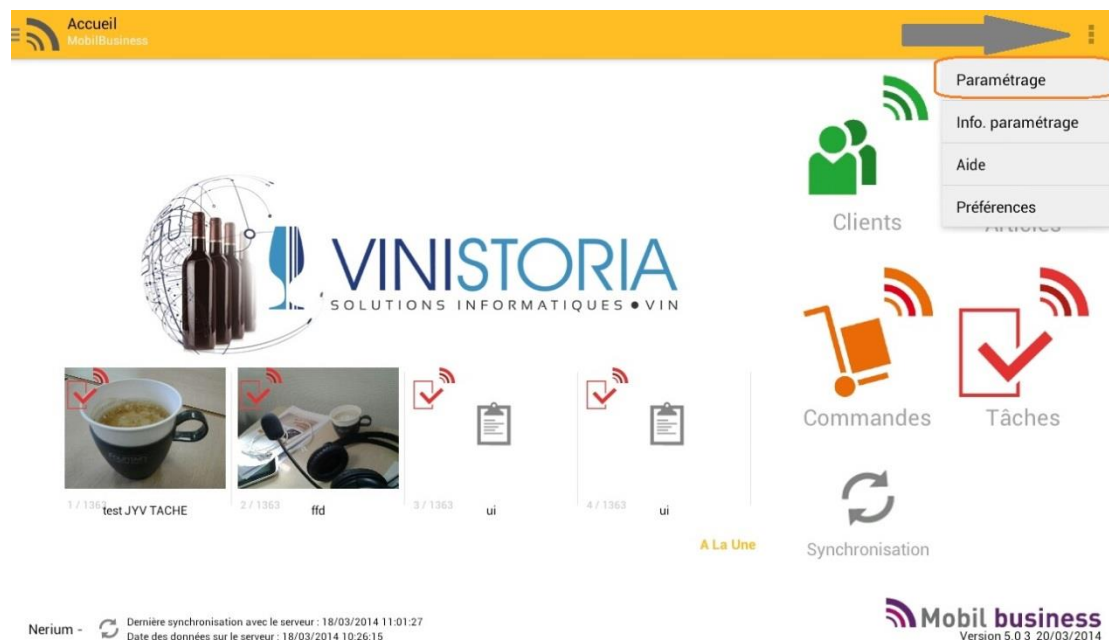 Accueil
MobilBusiness
Paramétrage
Info. paramétrage
Aide
Préférences
Clients
Articles
VINISTORIA
SOLUTIONS INFORMATIQUES • VIN
Commandes
Tâches
1 / 1363
test JYV TACHE
2 / 1363
ffd
3 / 1363
ui
4 / 1363
ui
A La Une
Synchronisation
Nerium -
Dernière synchronisation avec le serveur : 18/03/2014 11:01:27
Date des données sur le serveur : 18/03/2014 10:26:15
Mobil business
Version 5.0 3 20/03/2014